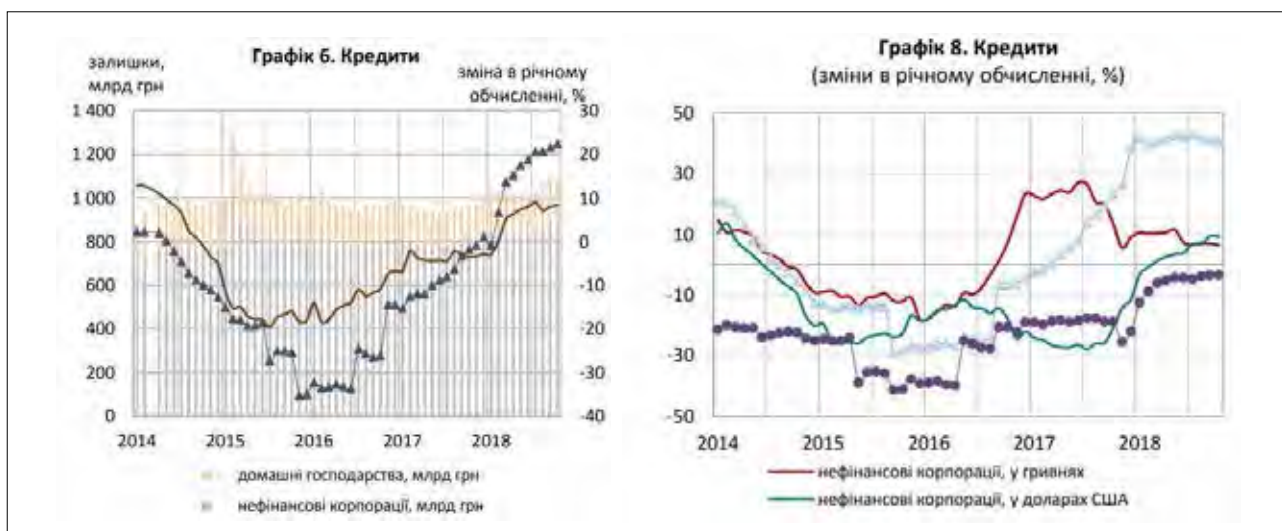 Графік 6. Кредити
залишки,
млрд грн
зміна в річному
обчисленні, %
1 400
1 200
1 000
800
600
400
200
0
30
20
10
0
-10
-20
-30
-40
2014
2015
2016
2017
2018
домашні господарства, млрд грн
нефінансові корпорації, млрд грн
Графік 8. Кредити
(зміни в річному обчисленні, %)
50
30
10
-10
-30
-50
2014
2015
2016
2017
2018
нефінансові корпорації, у гривнях
нефінансові корпорації, у доларах США